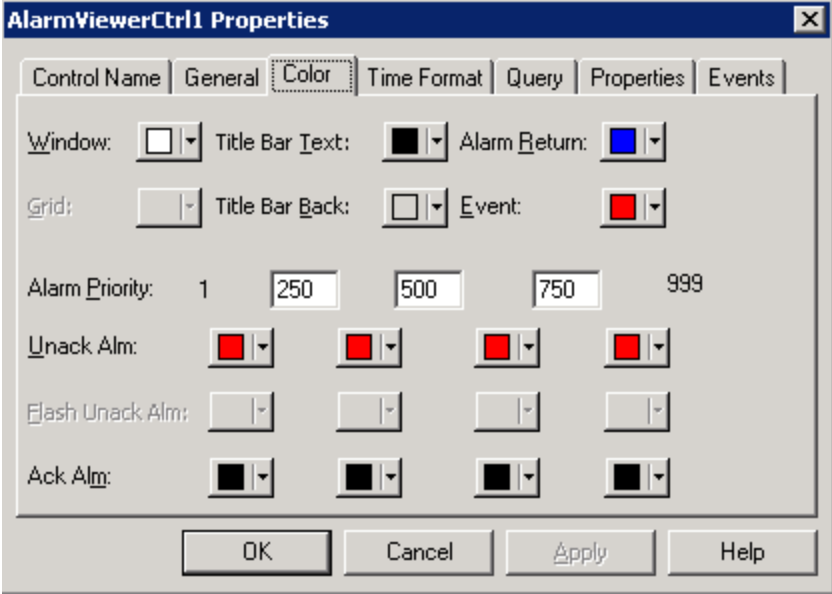 AlarmViewerCtrl1 Properties
Control Name General Color Time Format Query Properties Events
Window: Title Bar Text: Alarm Return:
Grid: Title Bar Back: Event:
Alarm Priority: 1 250 500 750 999
Unack Alm:
Flash Unack Alm:
Ack Alm:
OK Cancel Apply Help